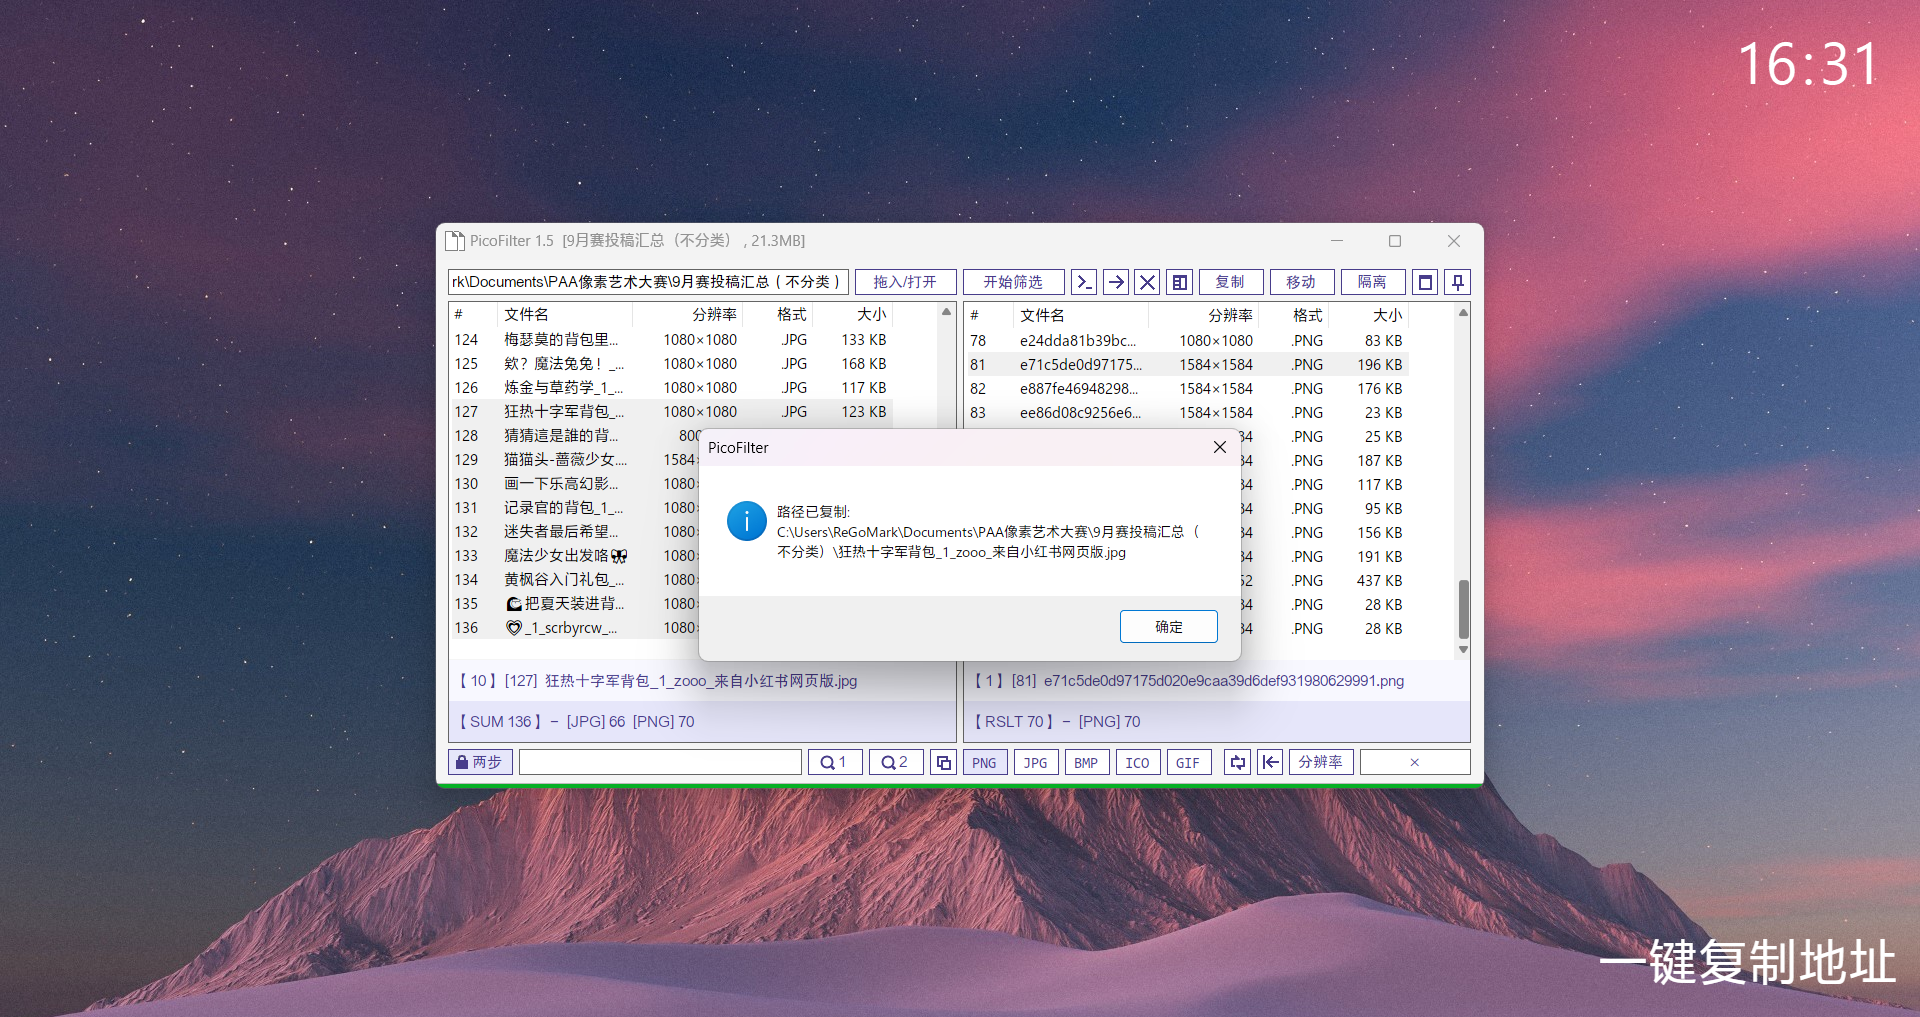 16:31
PicoFilter 1.5 [9月赛投稿汇总（不分类）, 21.3MB]
rk\Documents\PAA像素艺术大赛\9月赛投稿汇总（不分类） 拖入/打开 开始筛选 复制 移动 隔离
# 文件名 分辨率 格式 大小
124 梅瑟莫的背包里... 1080×1080 .JPG 133 KB
125 欸？魔法兔兔！_... 1080×1080 .JPG 168 KB
126 炼金与草药学_1_... 1080×1080 .JPG 117 KB
127 狂热十字军背包_... 1080×1080 .JPG 123 KB
128 猜猜這是誰的背... 800
129 猫猫头-蔷薇少女.... 1584
130 画一下乐高幻影... 1080
131 记录官的背包_1_... 1080
132 迷失者最后希望... 1080
133 魔法少女出发咯🎀 1080
134 黄枫谷入门礼包_... 1080
135 🌊把夏天装进背... 1080
136 💛_1_scrbyrcw_... 1080
【 10 】[127] 狂热十字军背包_1_zooo_来自小红书网页版.jpg
【 SUM 136 】 – [JPG] 66 [PNG] 70
# 文件名 分辨率 格式 大小
78 e24dda81b39bc... 1080×1080 .PNG 83 KB
81 e71c5de0d97175... 1584×1584 .PNG 196 KB
82 e887fe46948298... 1584×1584 .PNG 176 KB
83 ee86d08c9256e6... 1584×1584 .PNG 23 KB
34 .PNG 25 KB
34 .PNG 187 KB
34 .PNG 117 KB
34 .PNG 95 KB
34 .PNG 156 KB
34 .PNG 191 KB
52 .PNG 437 KB
34 .PNG 28 KB
34 .PNG 28 KB
【 1 】[81] e71c5de0d97175d020e9caa39d6def931980629991.png
【 RSLT 70 】 – [PNG] 70
PicoFilter
路径已复制:
C:\Users\ReGoMark\Documents\PAA像素艺术大赛\9月赛投稿汇总（
不分类）\狂热十字军背包_1_zooo_来自小红书网页版.jpg
确定
两步 1 2 PNG JPG BMP ICO GIF 分辨率 ×
一键复制地址